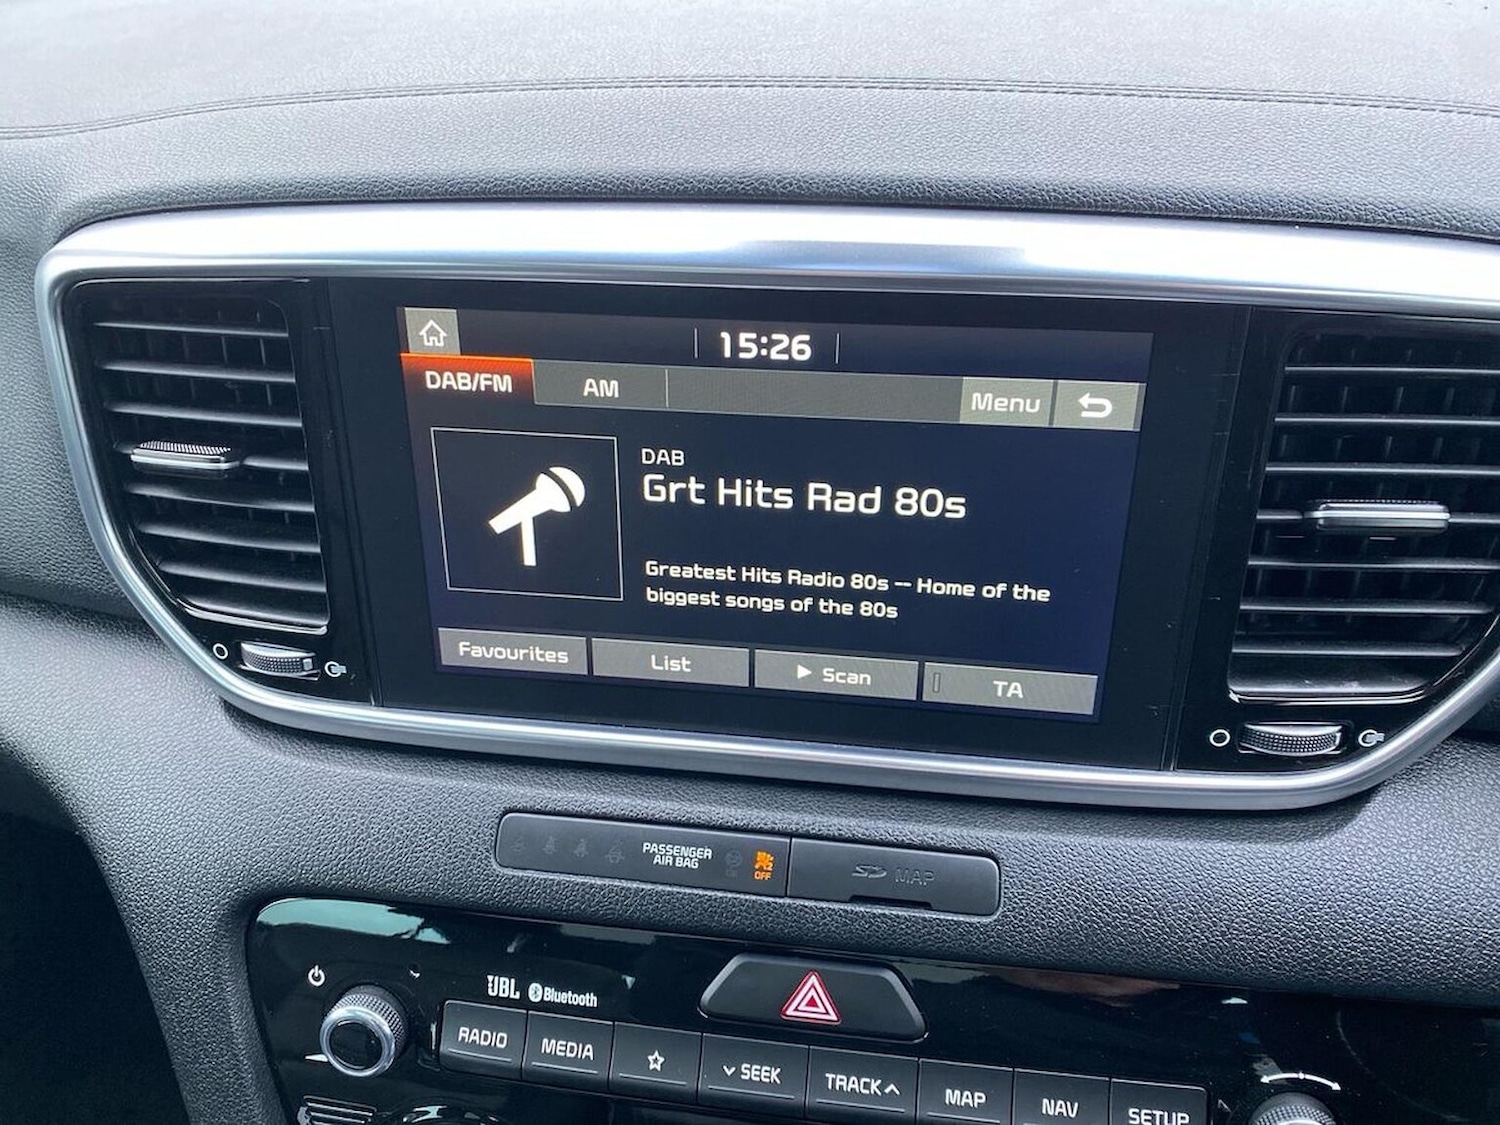 15:26
DAB/FM AM Menu
DAB
Grt Hits Rad 80s
Greatest Hits Radio 80s -- Home of the
biggest songs of the 80s
Favourites List Scan TA
PASSENGER
AIR BAG
OFF
SD MAP
JBL Bluetooth
RADIO MEDIA SEEK TRACK MAP NAV SETUP